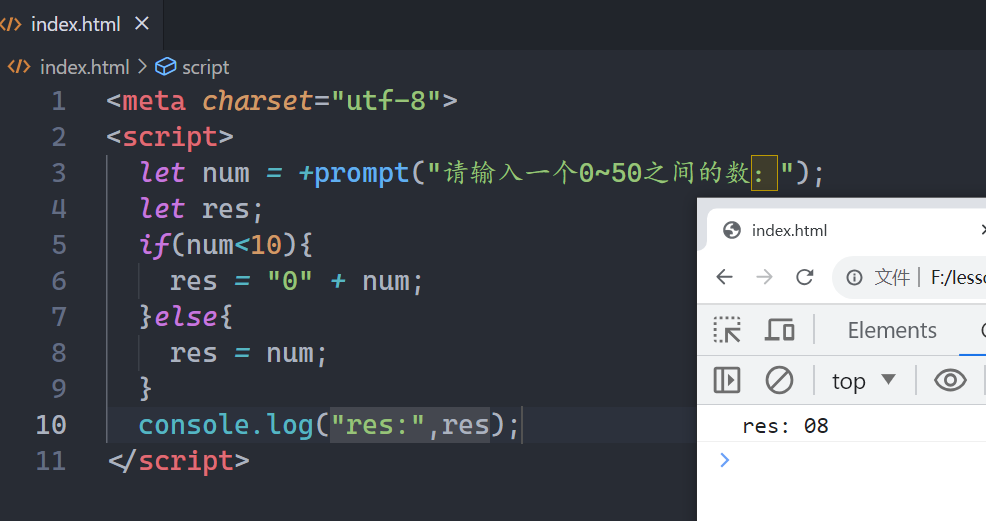 index.html
index.html > script
1 <meta charset="utf-8">
2 <script>
3 let num = +prompt("请输入一个0~50之间的数：");
4 let res;
5 if(num<10){
6 res = "0" + num;
7 }else{
8 res = num;
9 }
10 console.log("res:",res);
11 </script>
index.html
文件 | F:/less
Elements
top
res: 08